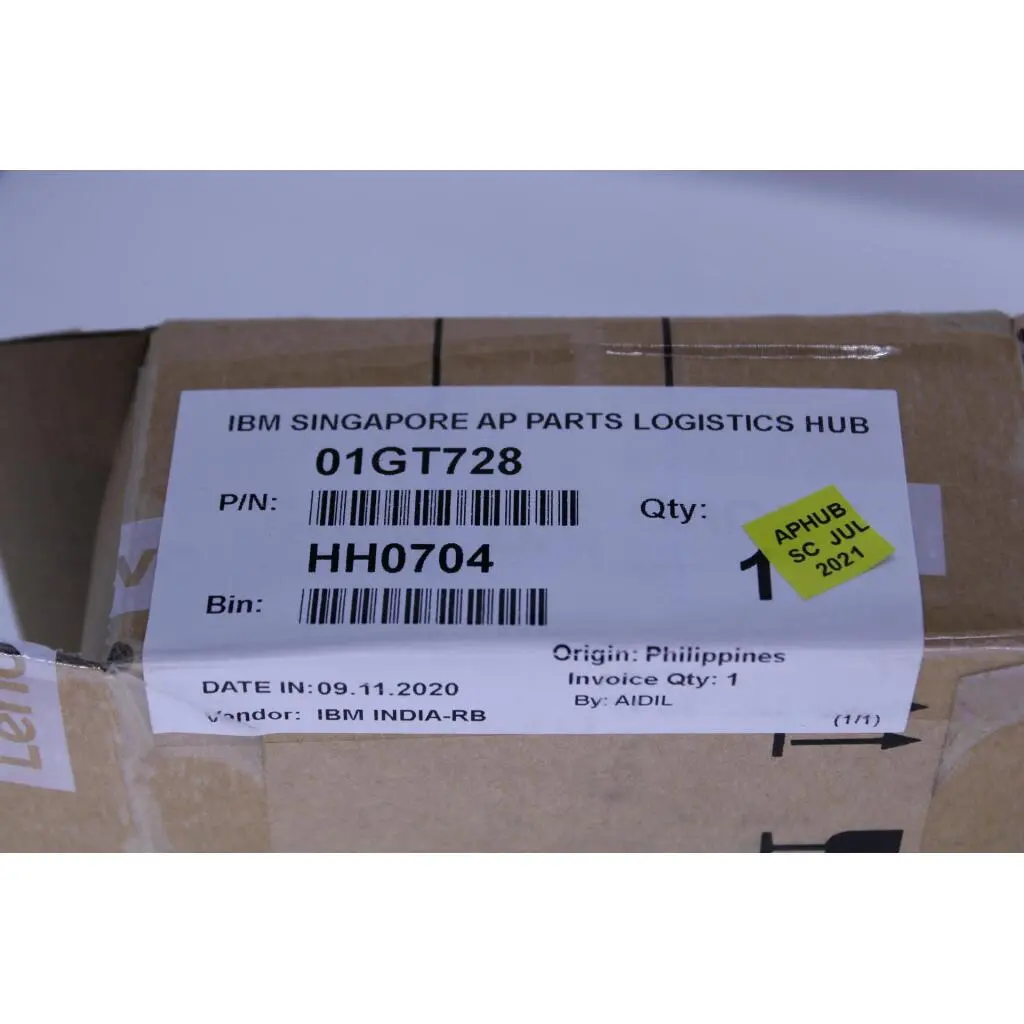 IBM SINGAPORE AP PARTS LOGISTICS HUB
01GT728
P/N:
Qty:
1
APHUB
SC JUL
2021
HH0704
Bin:
Origin: Philippines
DATE IN: 09.11.2020
Invoice Qty: 1
By: AIDIL
Vendor: IBM INDIA-RB
(1/1)
Leno